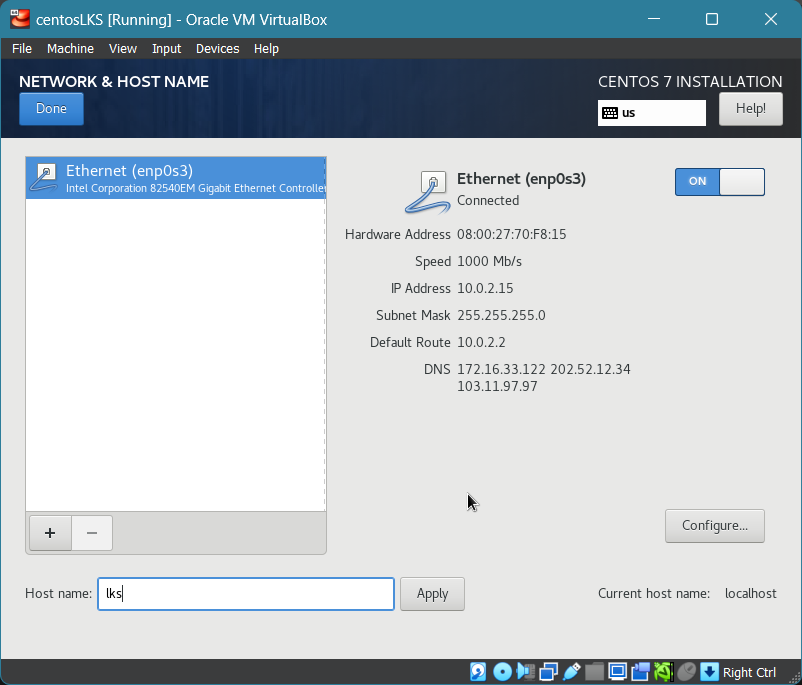 centosLKS [Running] - Oracle VM VirtualBox
File Machine View Input Devices Help
NETWORK & HOST NAME
CENTOS 7 INSTALLATION
Done
us
Help!
Ethernet (enp0s3)
Intel Corporation 82540EM Gigabit Ethernet Controller
Ethernet (enp0s3)
Connected
ON
Hardware Address 08:00:27:70:F8:15
Speed 1000 Mb/s
IP Address 10.0.2.15
Subnet Mask 255.255.255.0
Default Route 10.0.2.2
DNS 172.16.33.122 202.52.12.34
103.11.97.97
+ −
Configure...
Host name: lks Apply Current host name: localhost
Right Ctrl